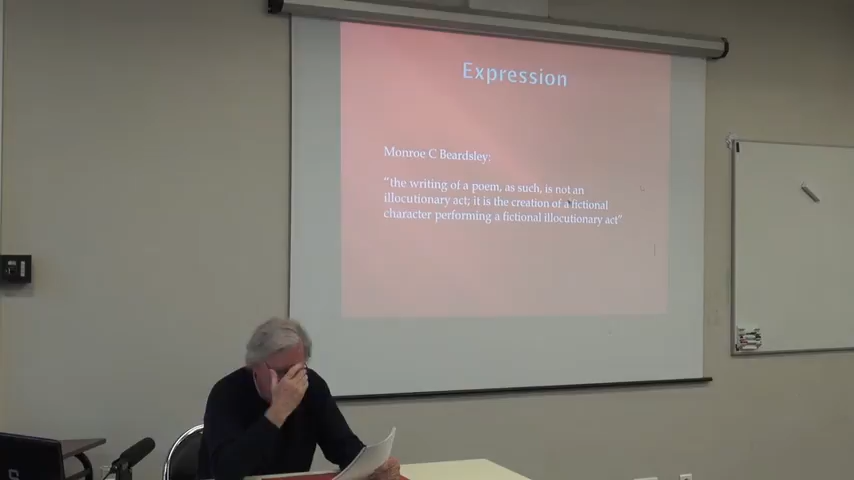 Expression
Monroe C Beardsley:
“the writing of a poem, as such, is not an
illocutionary act; it is the creation of a fictional
character performing a fictional illocutionary act”